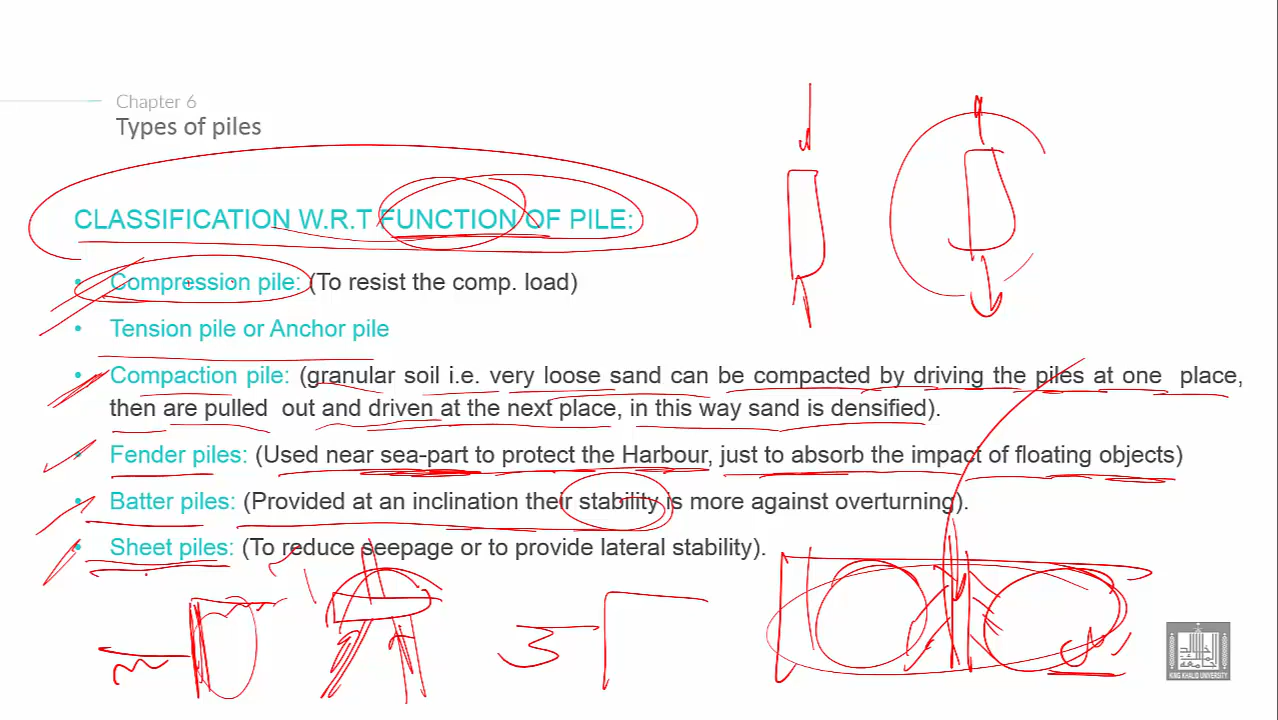 Chapter 6
Types of piles
CLASSIFICATION W.R.T FUNCTION OF PILE:
• Compression pile: (To resist the comp. load)
• Tension pile or Anchor pile
• Compaction pile: (granular soil i.e. very loose sand can be compacted by driving the piles at one place,
then are pulled out and driven at the next place, in this way sand is densified).
• Fender piles: (Used near sea-part to protect the Harbour, just to absorb the impact of floating objects)
• Batter piles: (Provided at an inclination their stability is more against overturning).
• Sheet piles: (To reduce seepage or to provide lateral stability).
KING KHALID UNIVERSITY